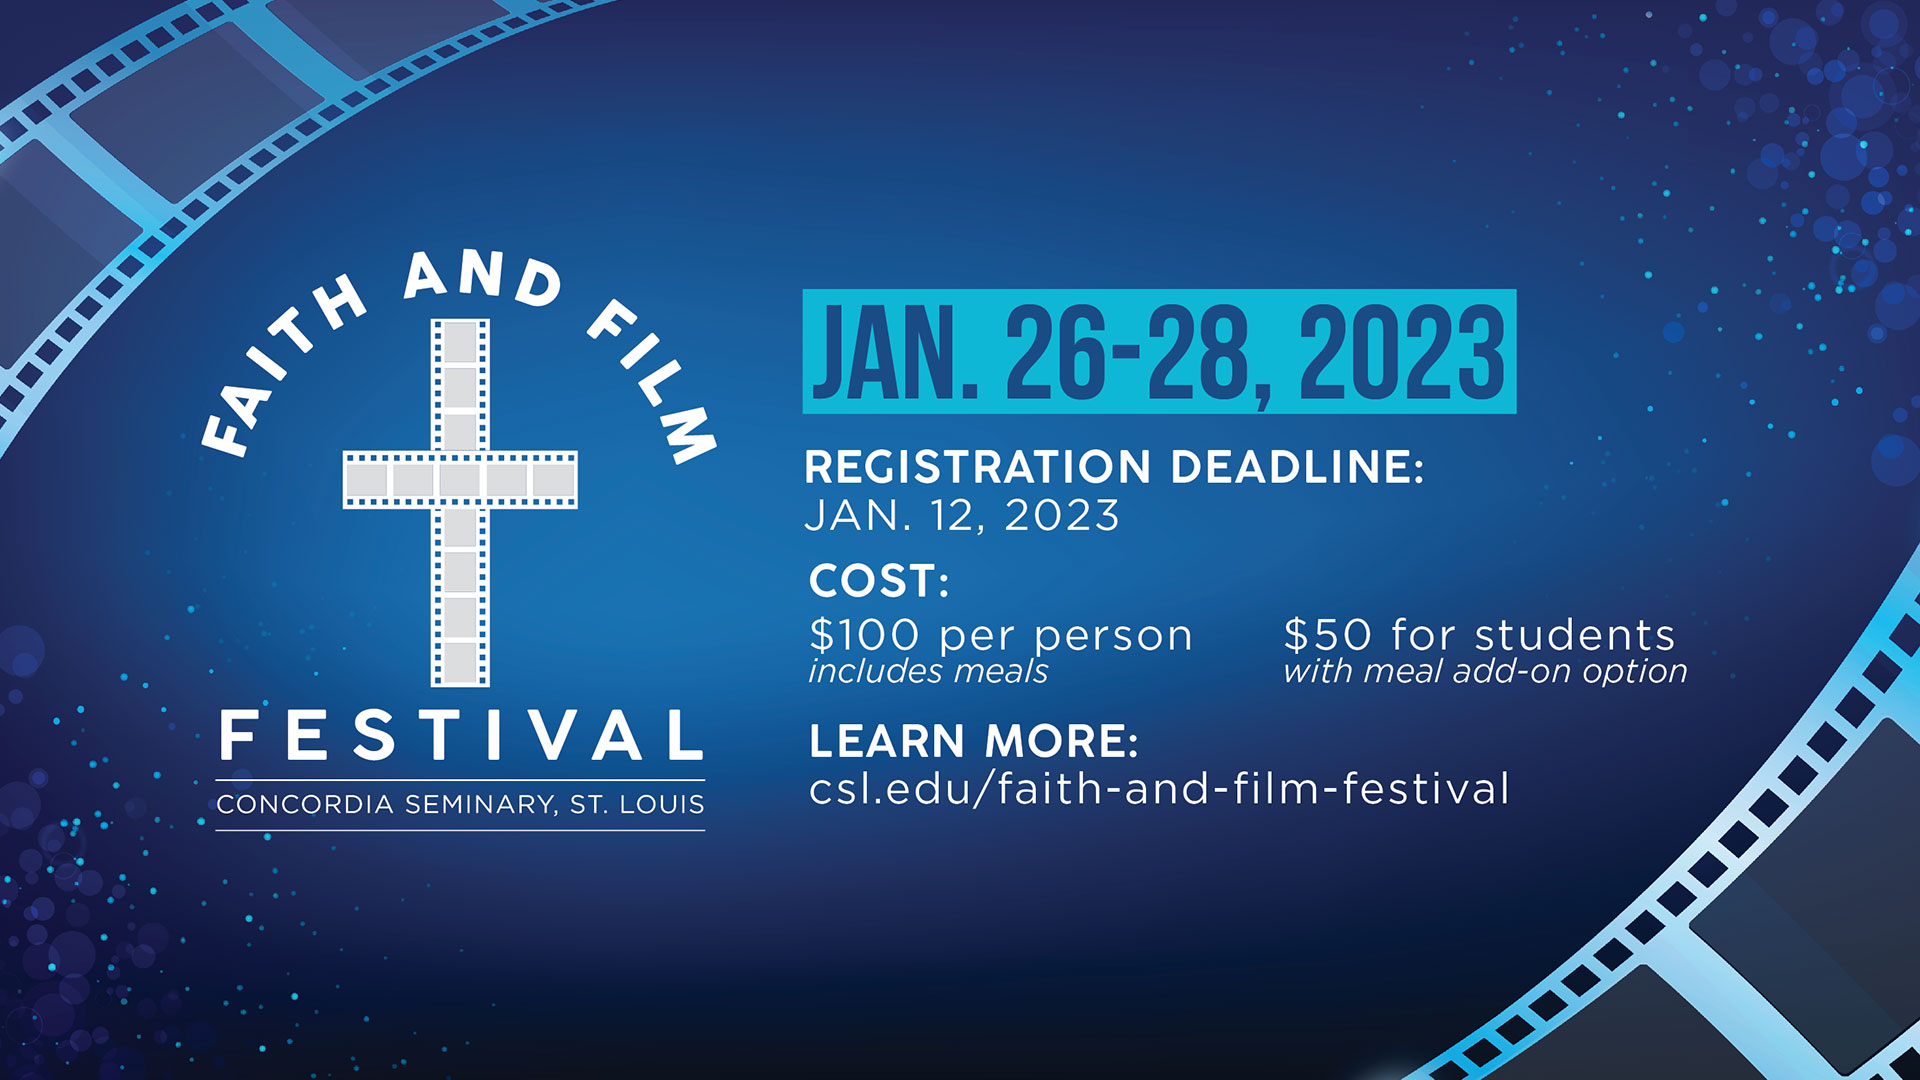 FAITH AND FILM
FESTIVAL
CONCORDIA SEMINARY, ST. LOUIS
JAN. 26-28, 2023
REGISTRATION DEADLINE:
JAN. 12, 2023
COST:
$100 per person
includes meals
$50 for students
with meal add-on option
LEARN MORE:
csl.edu/faith-and-film-festival